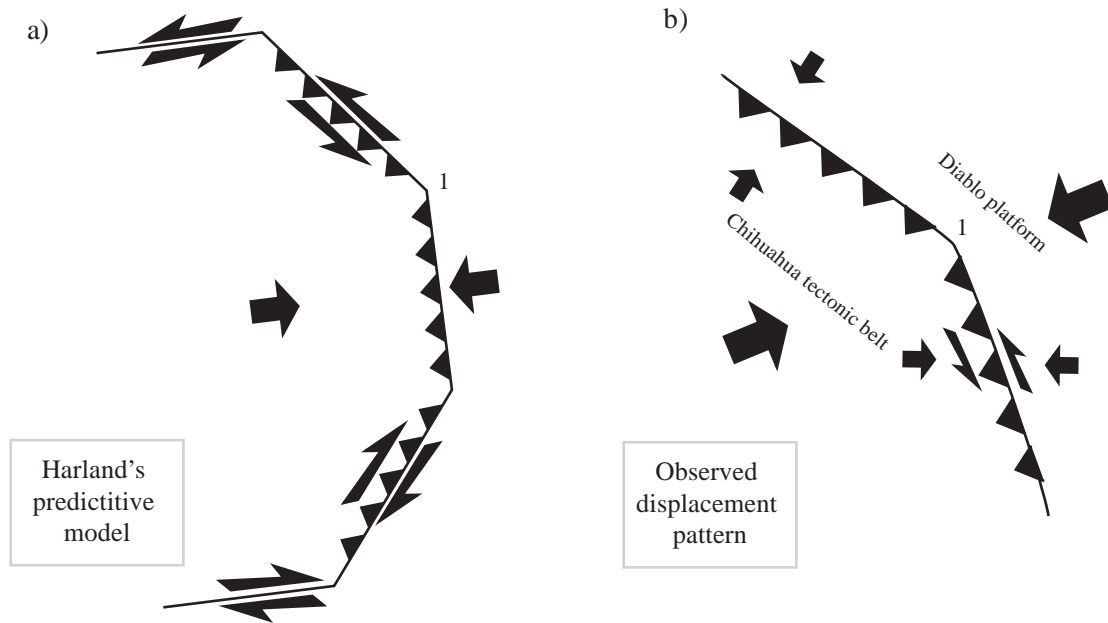 a)
1
Harland's
predictitive
model
b)
Diablo platform
1
Chihuahua tectonic belt
Observed
displacement
pattern